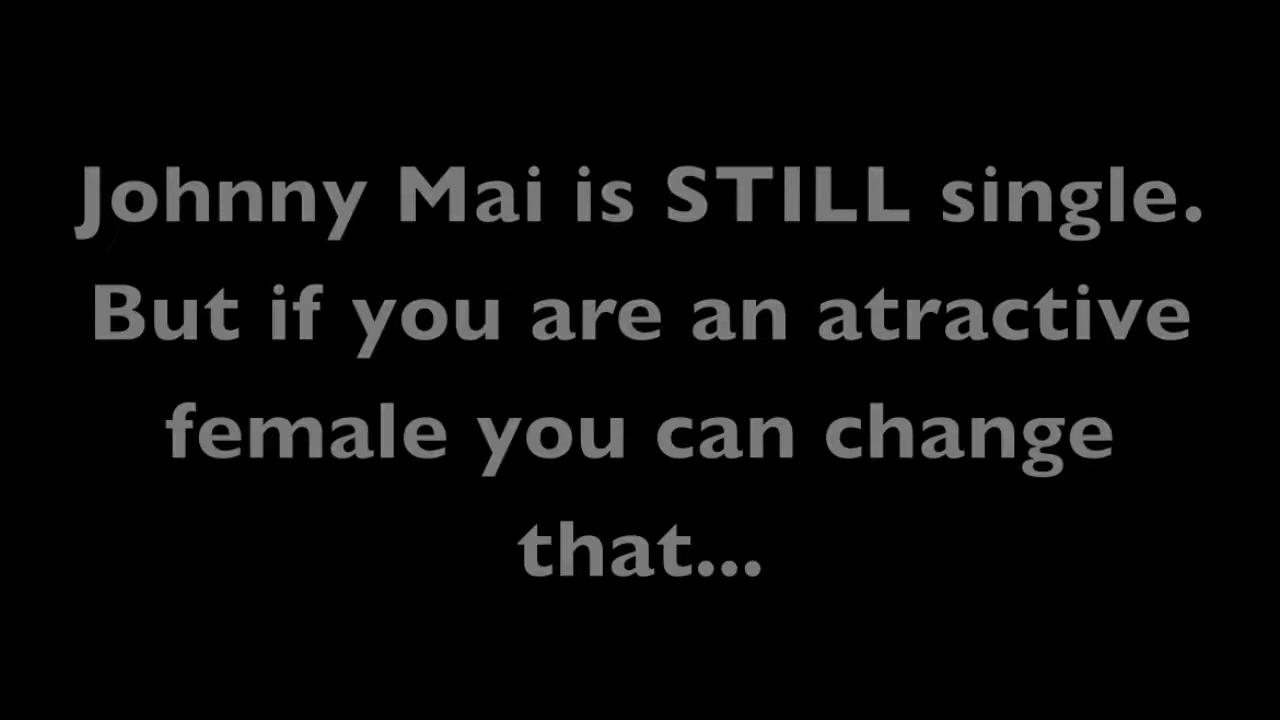 Johnny Mai is STILL single.
But if you are an atractive
female you can change
that...